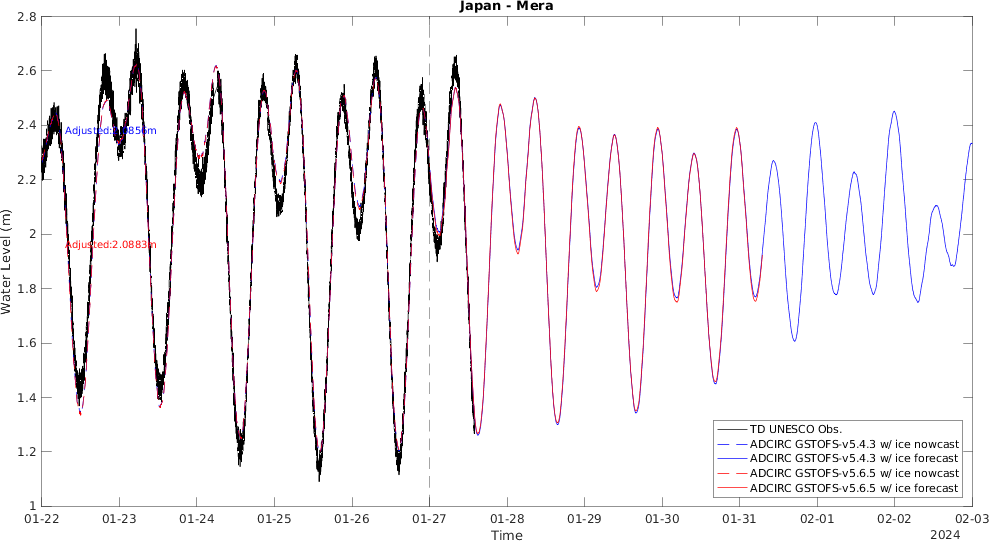 Japan - Mera
2.8
2.6
2.4
2.2
2
1.8
1.6
1.4
1.2
1
Water Level (m)
Adjusted:2.0856m
Adjusted:2.0883m
TD UNESCO Obs.
ADCIRC GSTOFS-v5.4.3 w/ ice nowcast
ADCIRC GSTOFS-v5.4.3 w/ ice forecast
ADCIRC GSTOFS-v5.6.5 w/ ice nowcast
ADCIRC GSTOFS-v5.6.5 w/ ice forecast
01-22 01-23 01-24 01-25 01-26 01-27 01-28 01-29 01-30 01-31 02-01 02-02 02-03
Time
2024